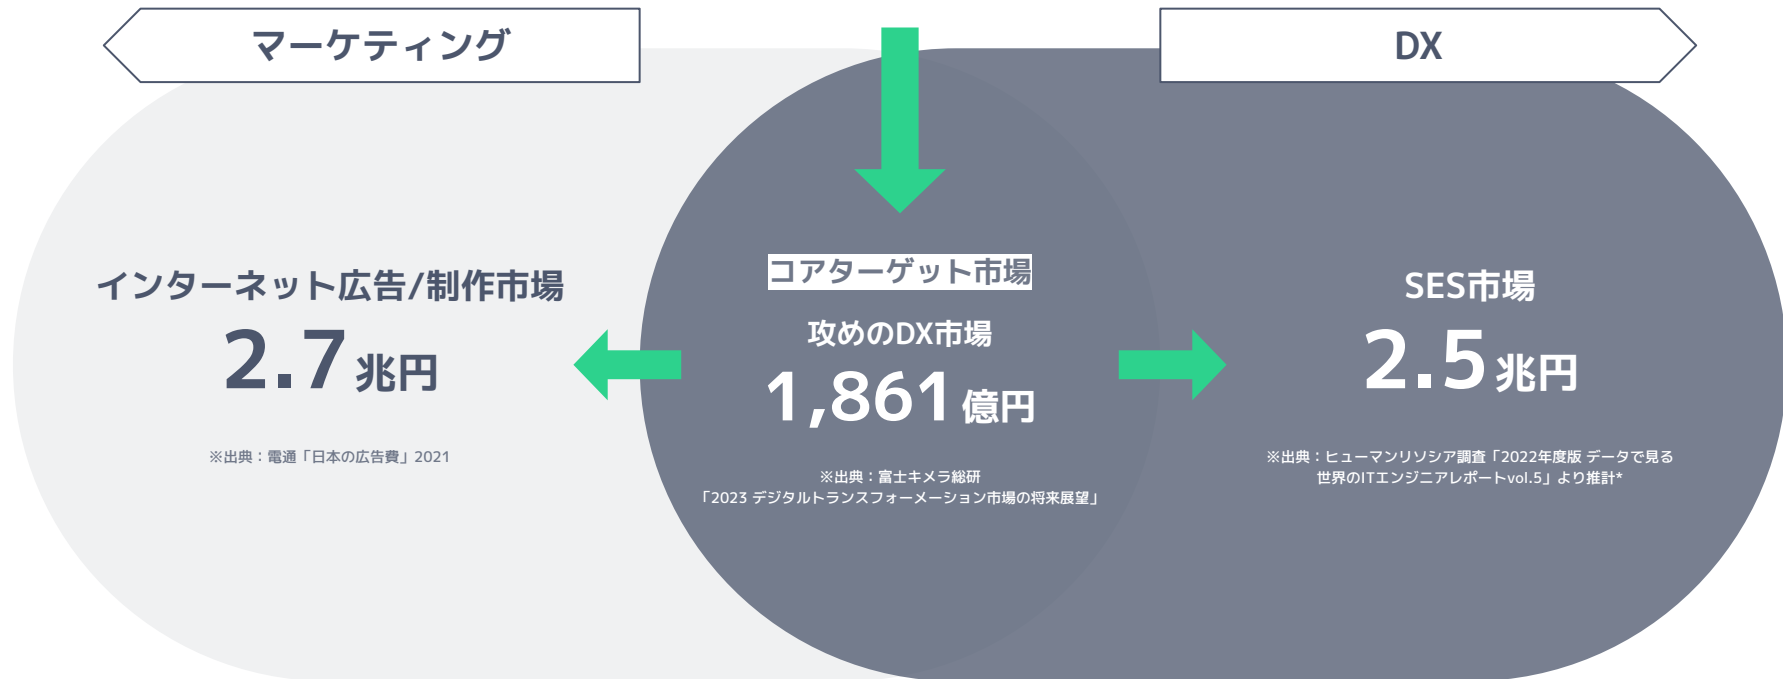 マーケティング
DX
インターネット広告/制作市場
2.7兆円
※出典：電通「日本の広告費」2021
コアターゲット市場
攻めのDX市場
1,861億円
※出典：富士キメラ総研
「2023 デジタルトランスフォーメーション市場の将来展望」
SES市場
2.5兆円
※出典：ヒューマンリソシア調査「2022年度版 データで見る
世界のITエンジニアレポートvol.5」より推計*